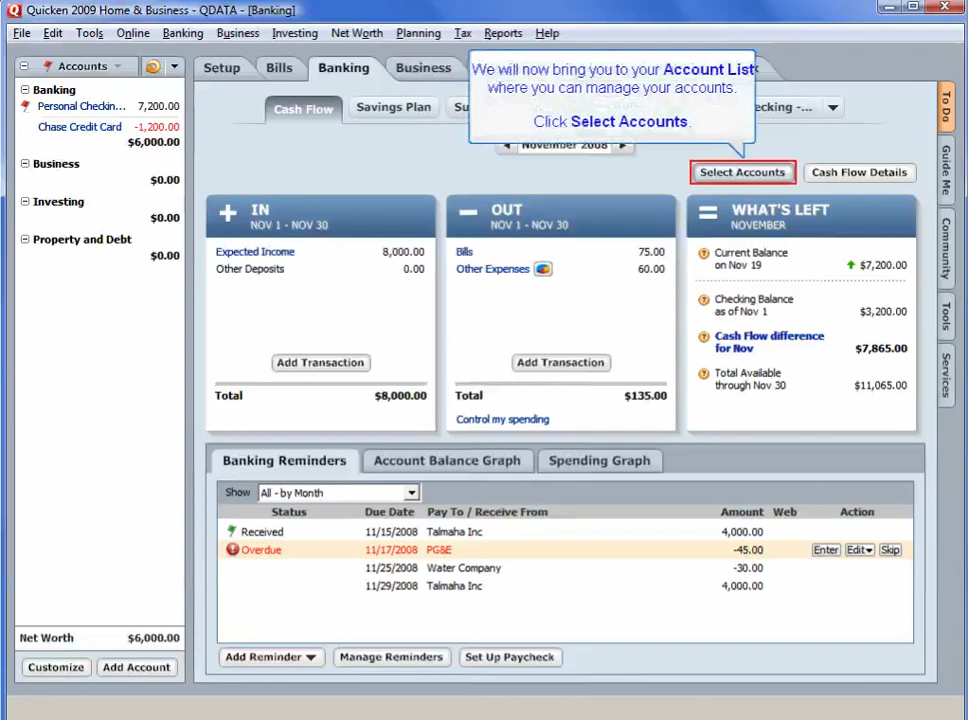 Quicken 2009 Home & Business - QDATA - [Banking]
File Edit Tools Online Banking Business Investing Net Worth Planning Tax Reports Help
Accounts
Setup Bills Banking Business
We will now bring you to your Account List
where you can manage your accounts.
Click Select Accounts.
Cash Flow Savings Plan
November 2008
Select Accounts Cash Flow Details
Banking
Personal Checkin... 7,200.00
Chase Credit Card -1,200.00
$6,000.00
Business
$0.00
Investing
$0.00
Property and Debt
$0.00
Net Worth $6,000.00
Customize Add Account
IN
NOV 1 - NOV 30
Expected Income 8,000.00
Other Deposits 0.00
Add Transaction
Total $8,000.00
OUT
NOV 1 - NOV 30
Bills 75.00
Other Expenses 60.00
Add Transaction
Total $135.00
Control my spending
WHAT'S LEFT
NOVEMBER
Current Balance
on Nov 19 $7,200.00
Checking Balance
as of Nov 1 $3,200.00
Cash Flow difference
for Nov $7,865.00
Total Available
through Nov 30 $11,065.00
Banking Reminders Account Balance Graph Spending Graph
Show All - by Month
Status Due Date Pay To / Receive From Amount Web Action
Received 11/15/2008 Talmaha Inc 4,000.00
Overdue 11/17/2008 PG&E -45.00 Enter Edit Skip
11/25/2008 Water Company -30.00
11/29/2008 Talmaha Inc 4,000.00
Add Reminder Manage Reminders Set Up Paycheck
To Do
Guide Me
Community
Tools
Services